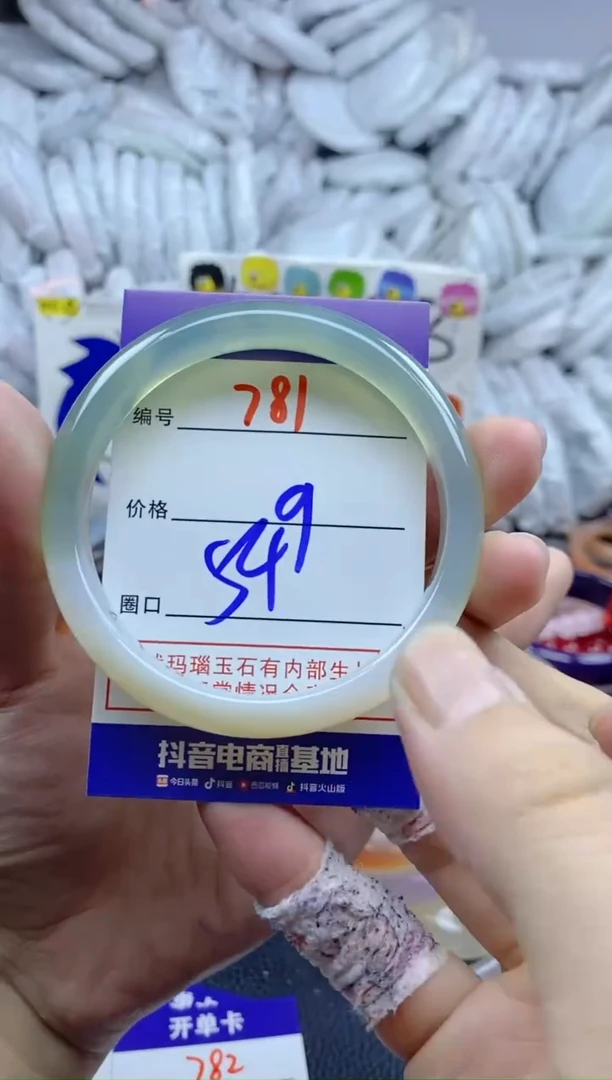 编号 781
价格
549
圈口
玛瑙玉石有内部生
情况
抖音电商直播基地
今日头条 抖音 西瓜视频 抖音火山版
开单卡
782